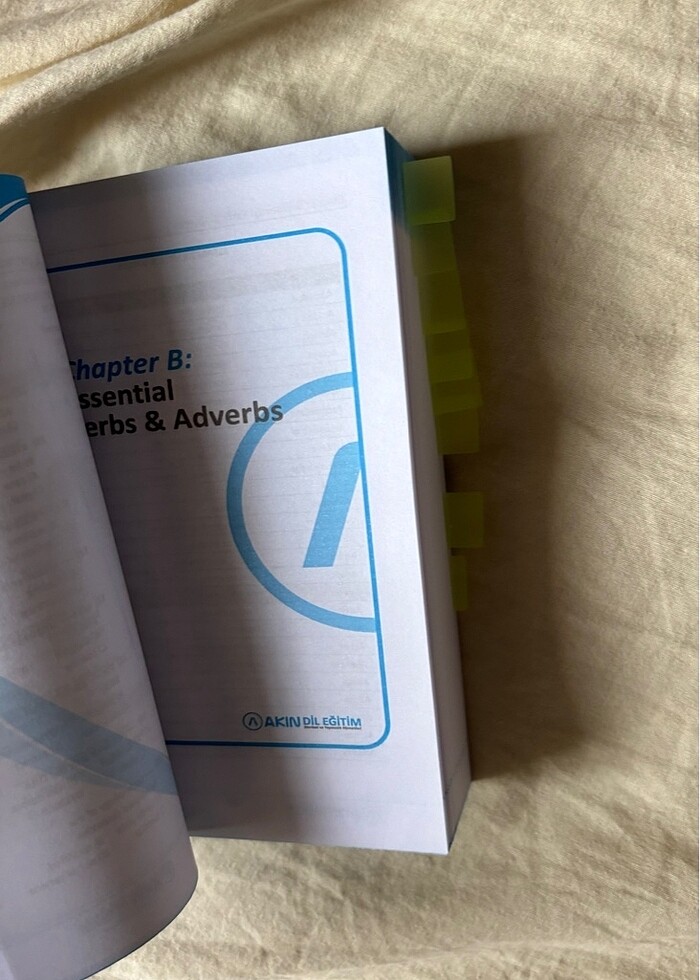 Chapter B:
ssential
erbs & Adverbs
AKIN DİL EĞİTİM